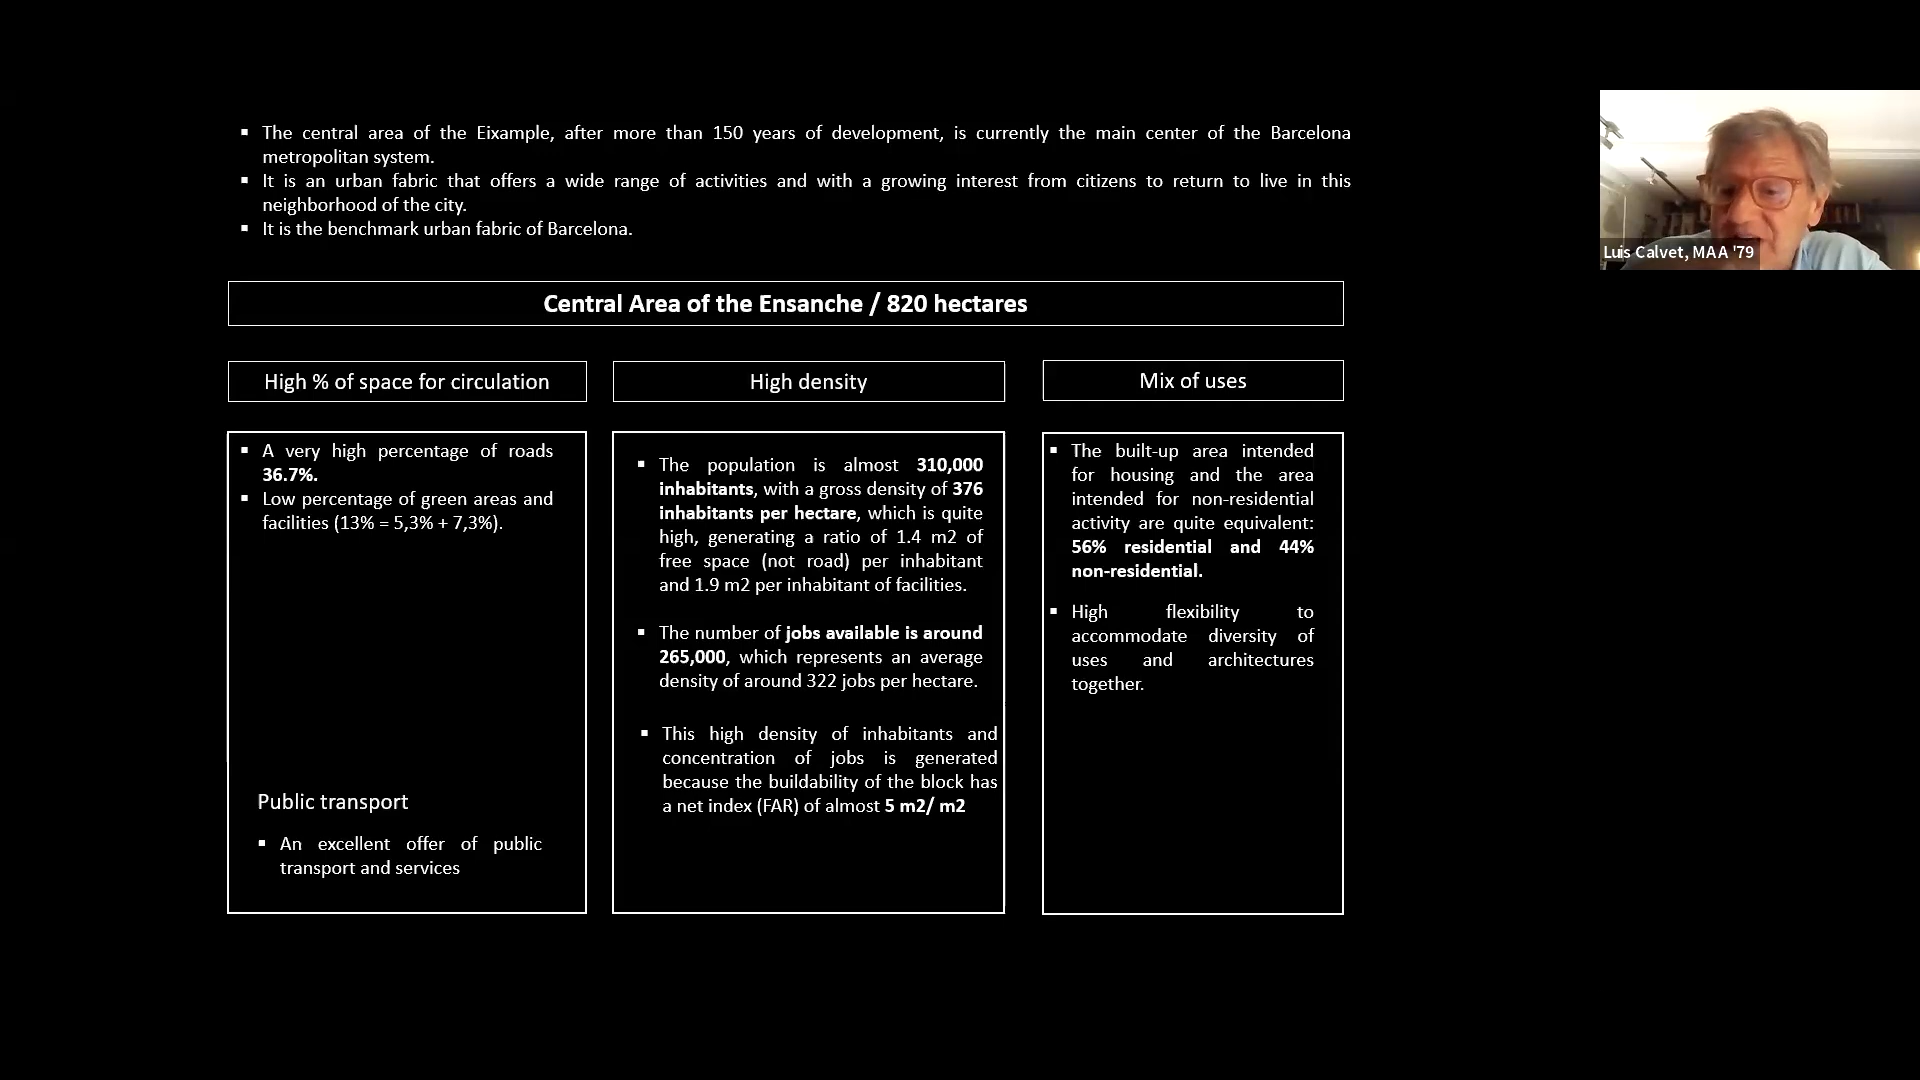 ▪ The central area of the Eixample, after more than 150 years of development, is currently the main center of the Barcelona
metropolitan system.
▪ It is an urban fabric that offers a wide range of activities and with a growing interest from citizens to return to live in this
neighborhood of the city.
▪ It is the benchmark urban fabric of Barcelona.
Luis Calvet, MAA '79
Central Area of the Ensanche / 820 hectares
High % of space for circulation
▪ A very high percentage of roads
36.7%.
▪ Low percentage of green areas and
facilities (13% = 5,3% + 7,3%).
Public transport
▪ An excellent offer of public
transport and services
High density
▪ The population is almost 310,000
inhabitants, with a gross density of 376
inhabitants per hectare, which is quite
high, generating a ratio of 1.4 m2 of
free space (not road) per inhabitant
and 1.9 m2 per inhabitant of facilities.
▪ The number of jobs available is around
265,000, which represents an average
density of around 322 jobs per hectare.
▪ This high density of inhabitants and
concentration of jobs is generated
because the buildability of the block has
a net index (FAR) of almost 5 m2/ m2
Mix of uses
▪ The built-up area intended
for housing and the area
intended for non-residential
activity are quite equivalent:
56% residential and 44%
non-residential.
▪ High flexibility to
accommodate diversity of
uses and architectures
together.